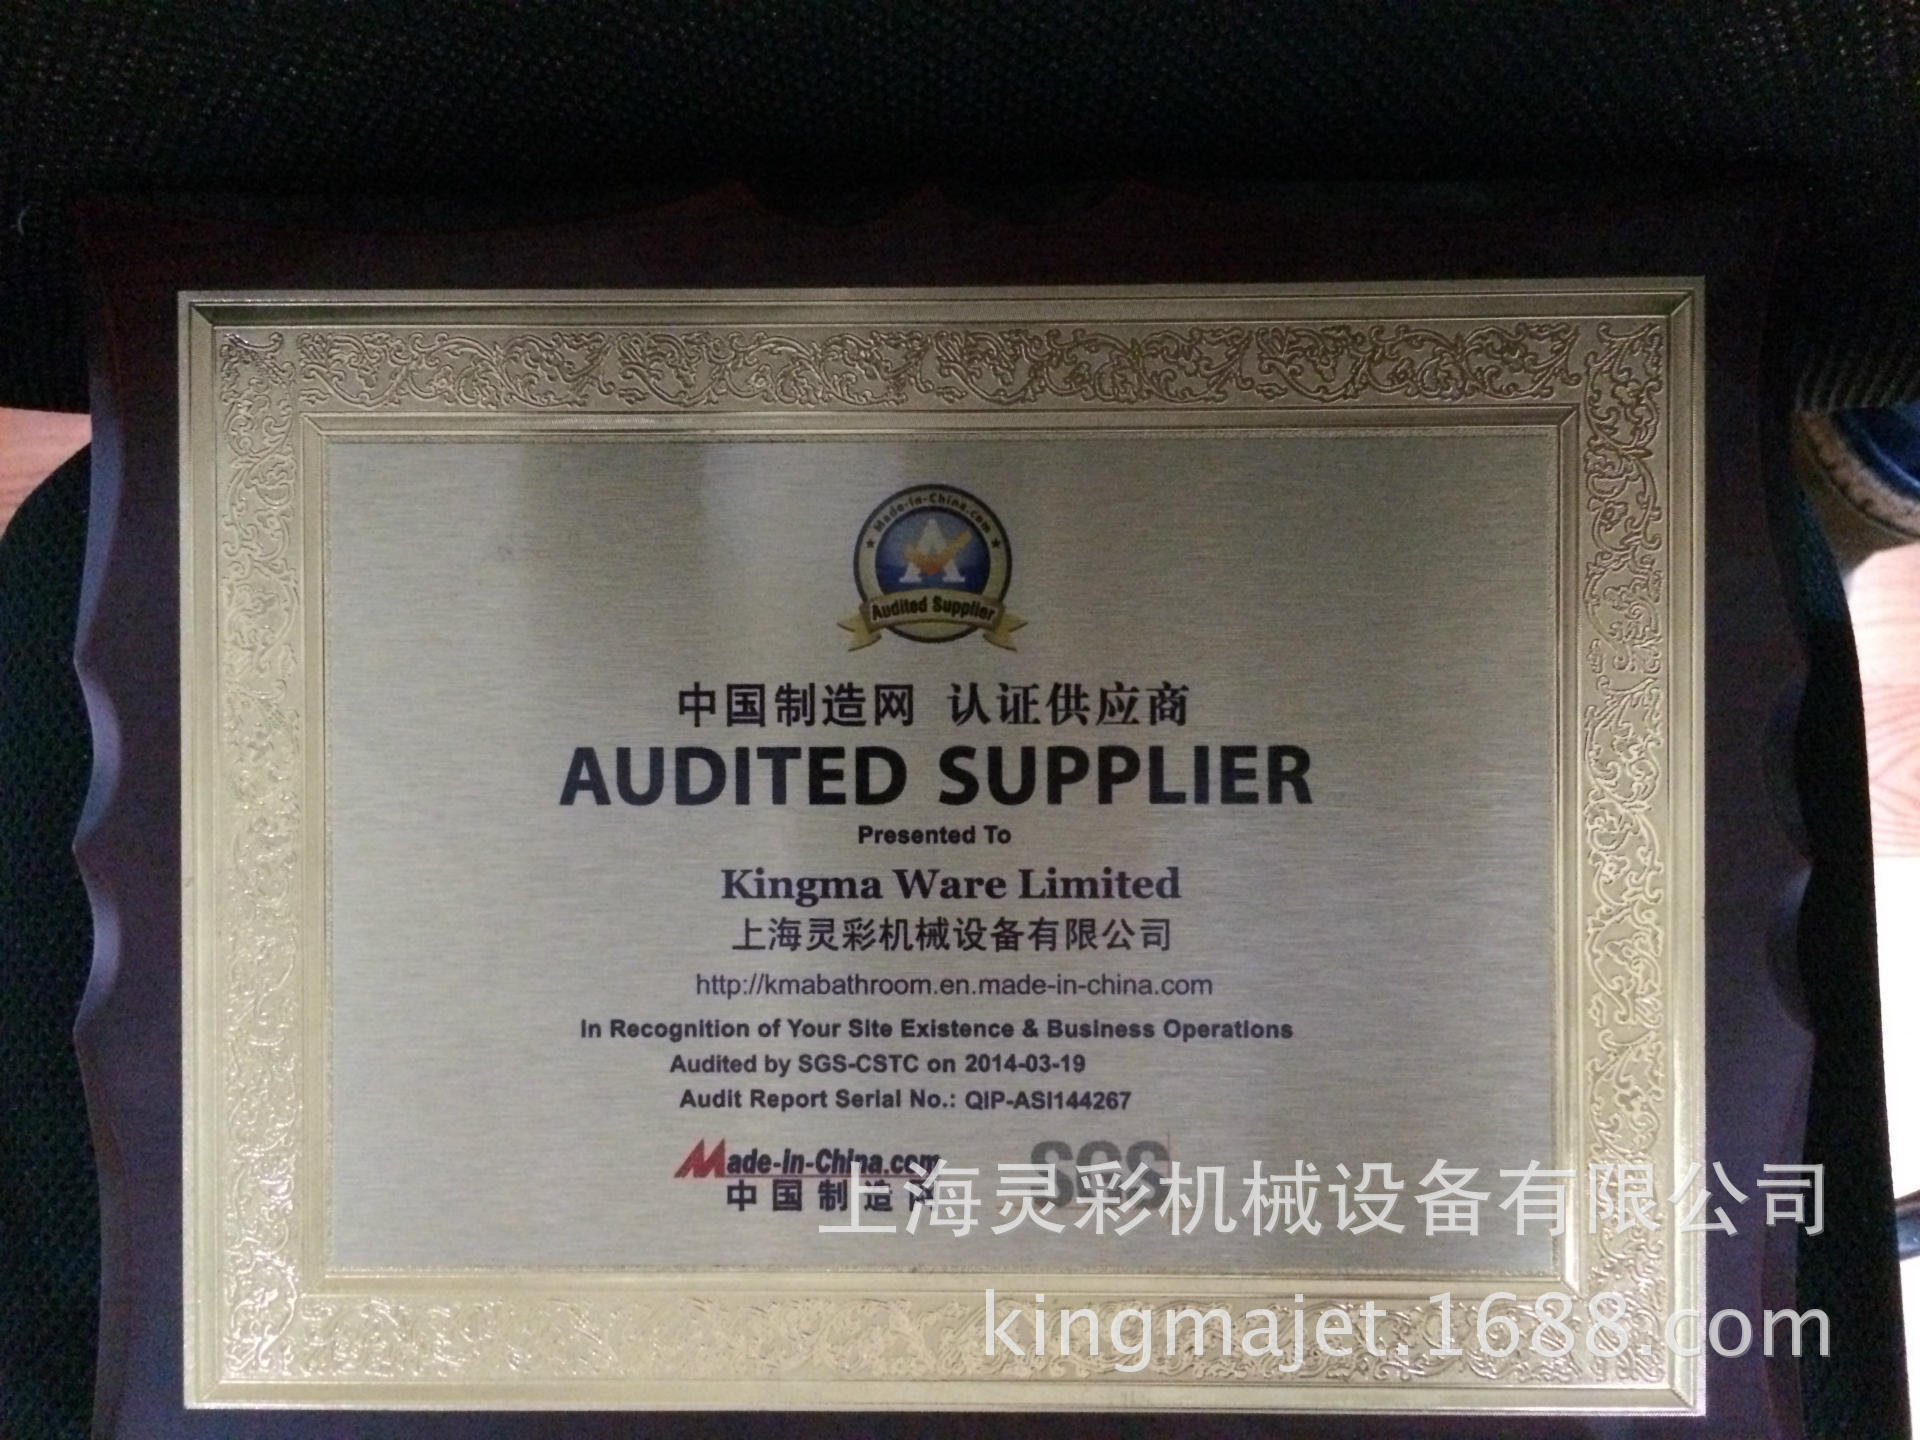 Made-in-China.com
Audited Supplier
中国制造网 认证供应商
AUDITED SUPPLIER
Presented To
Kingma Ware Limited
上海灵彩机械设备有限公司
http://kmabathroom.en.made-in-china.com
In Recognition of Your Site Existence & Business Operations
Audited by SGS-CSTC on 2014-03-19
Audit Report Serial No.: QIP-ASI144267
Made-in-China.com
中国制造网
SGS
上海灵彩机械设备有限公司
kingmajet.1688.com